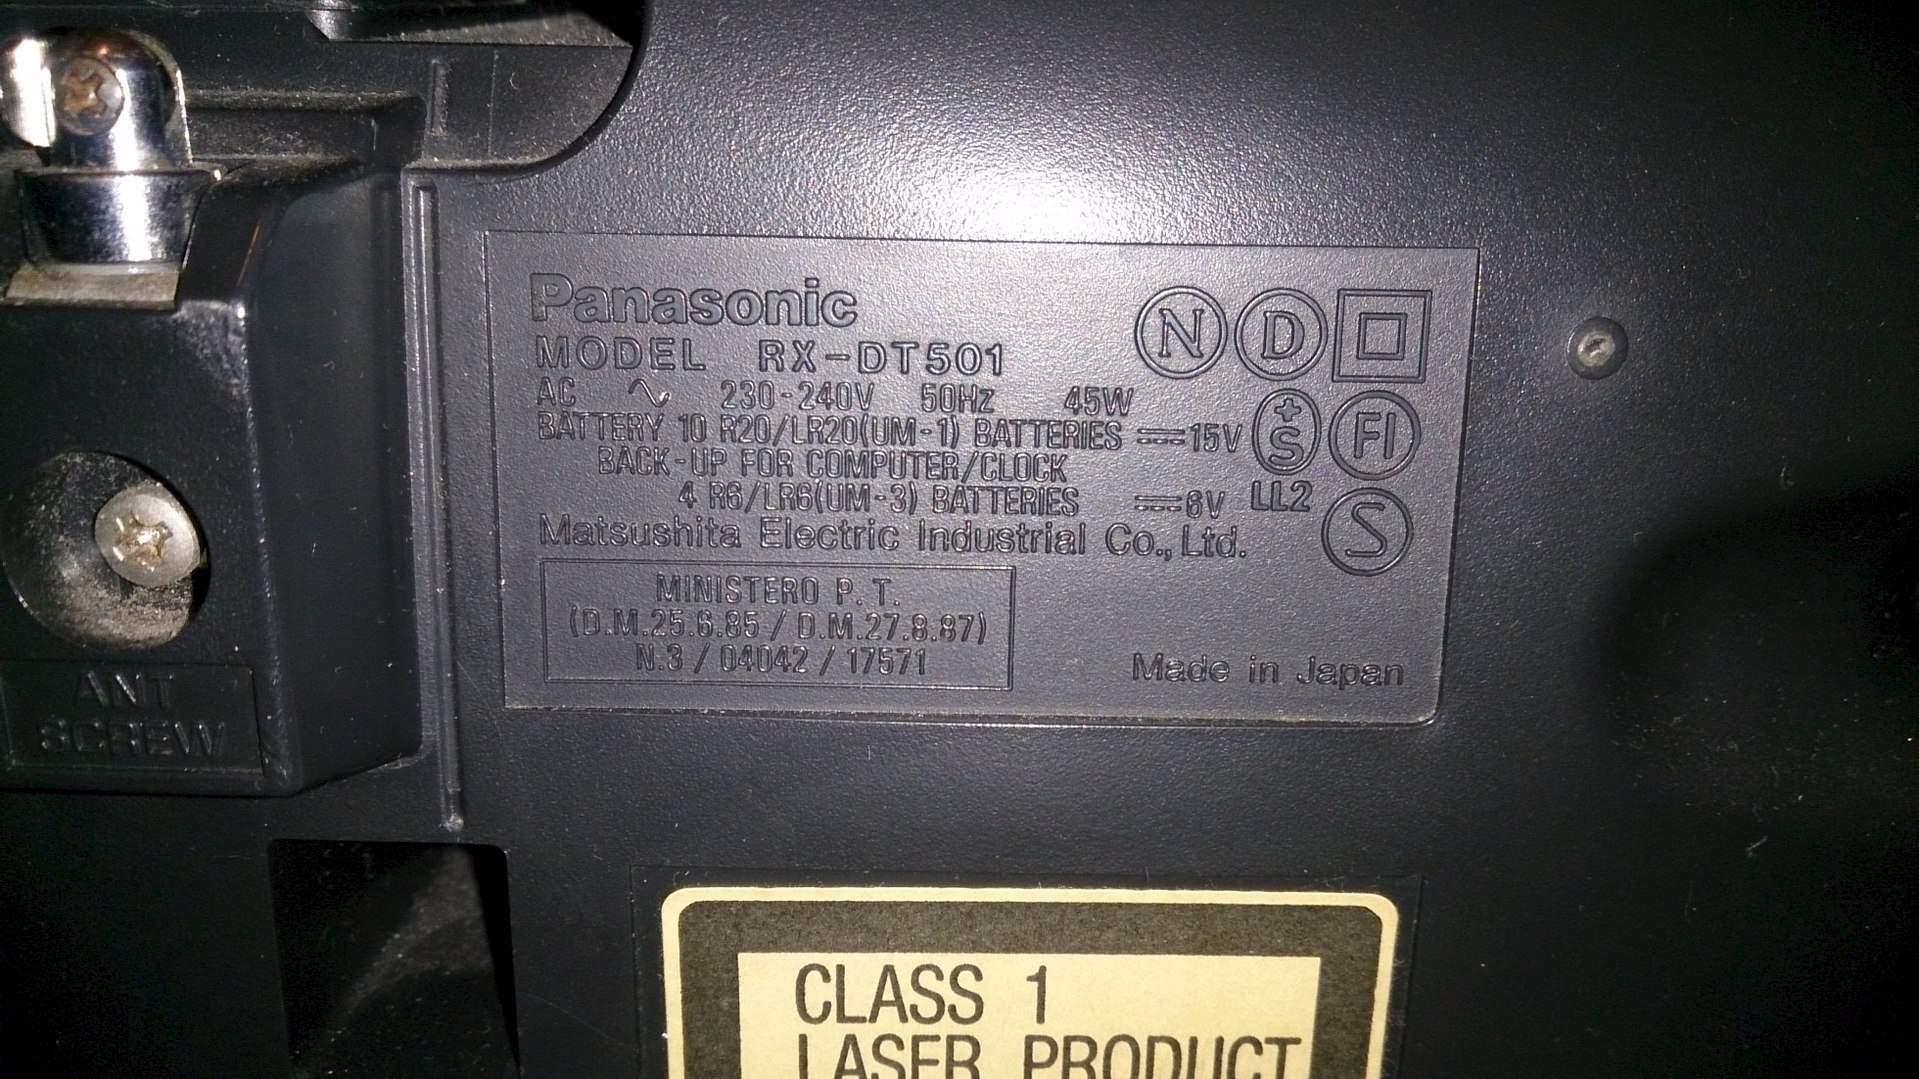 Panasonic
MODEL RX-DT501
AC ∿ 230-240V 50Hz 45W
BATTERY 10 R20/LR20(UM-1) BATTERIES ⎓15V
BACK-UP FOR COMPUTER/CLOCK
4 R6/LR6(UM-3) BATTERIES ⎓6V
Matsushita Electric Industrial Co., Ltd.
N D
+S FI
LL2
S
MINISTERO P. T.
(D.M.25.6.85 / D.M.27.8.87)
N.3 / 04042 / 17571
Made in Japan
ANT
SCREW
CLASS 1
LASER PRODUCT